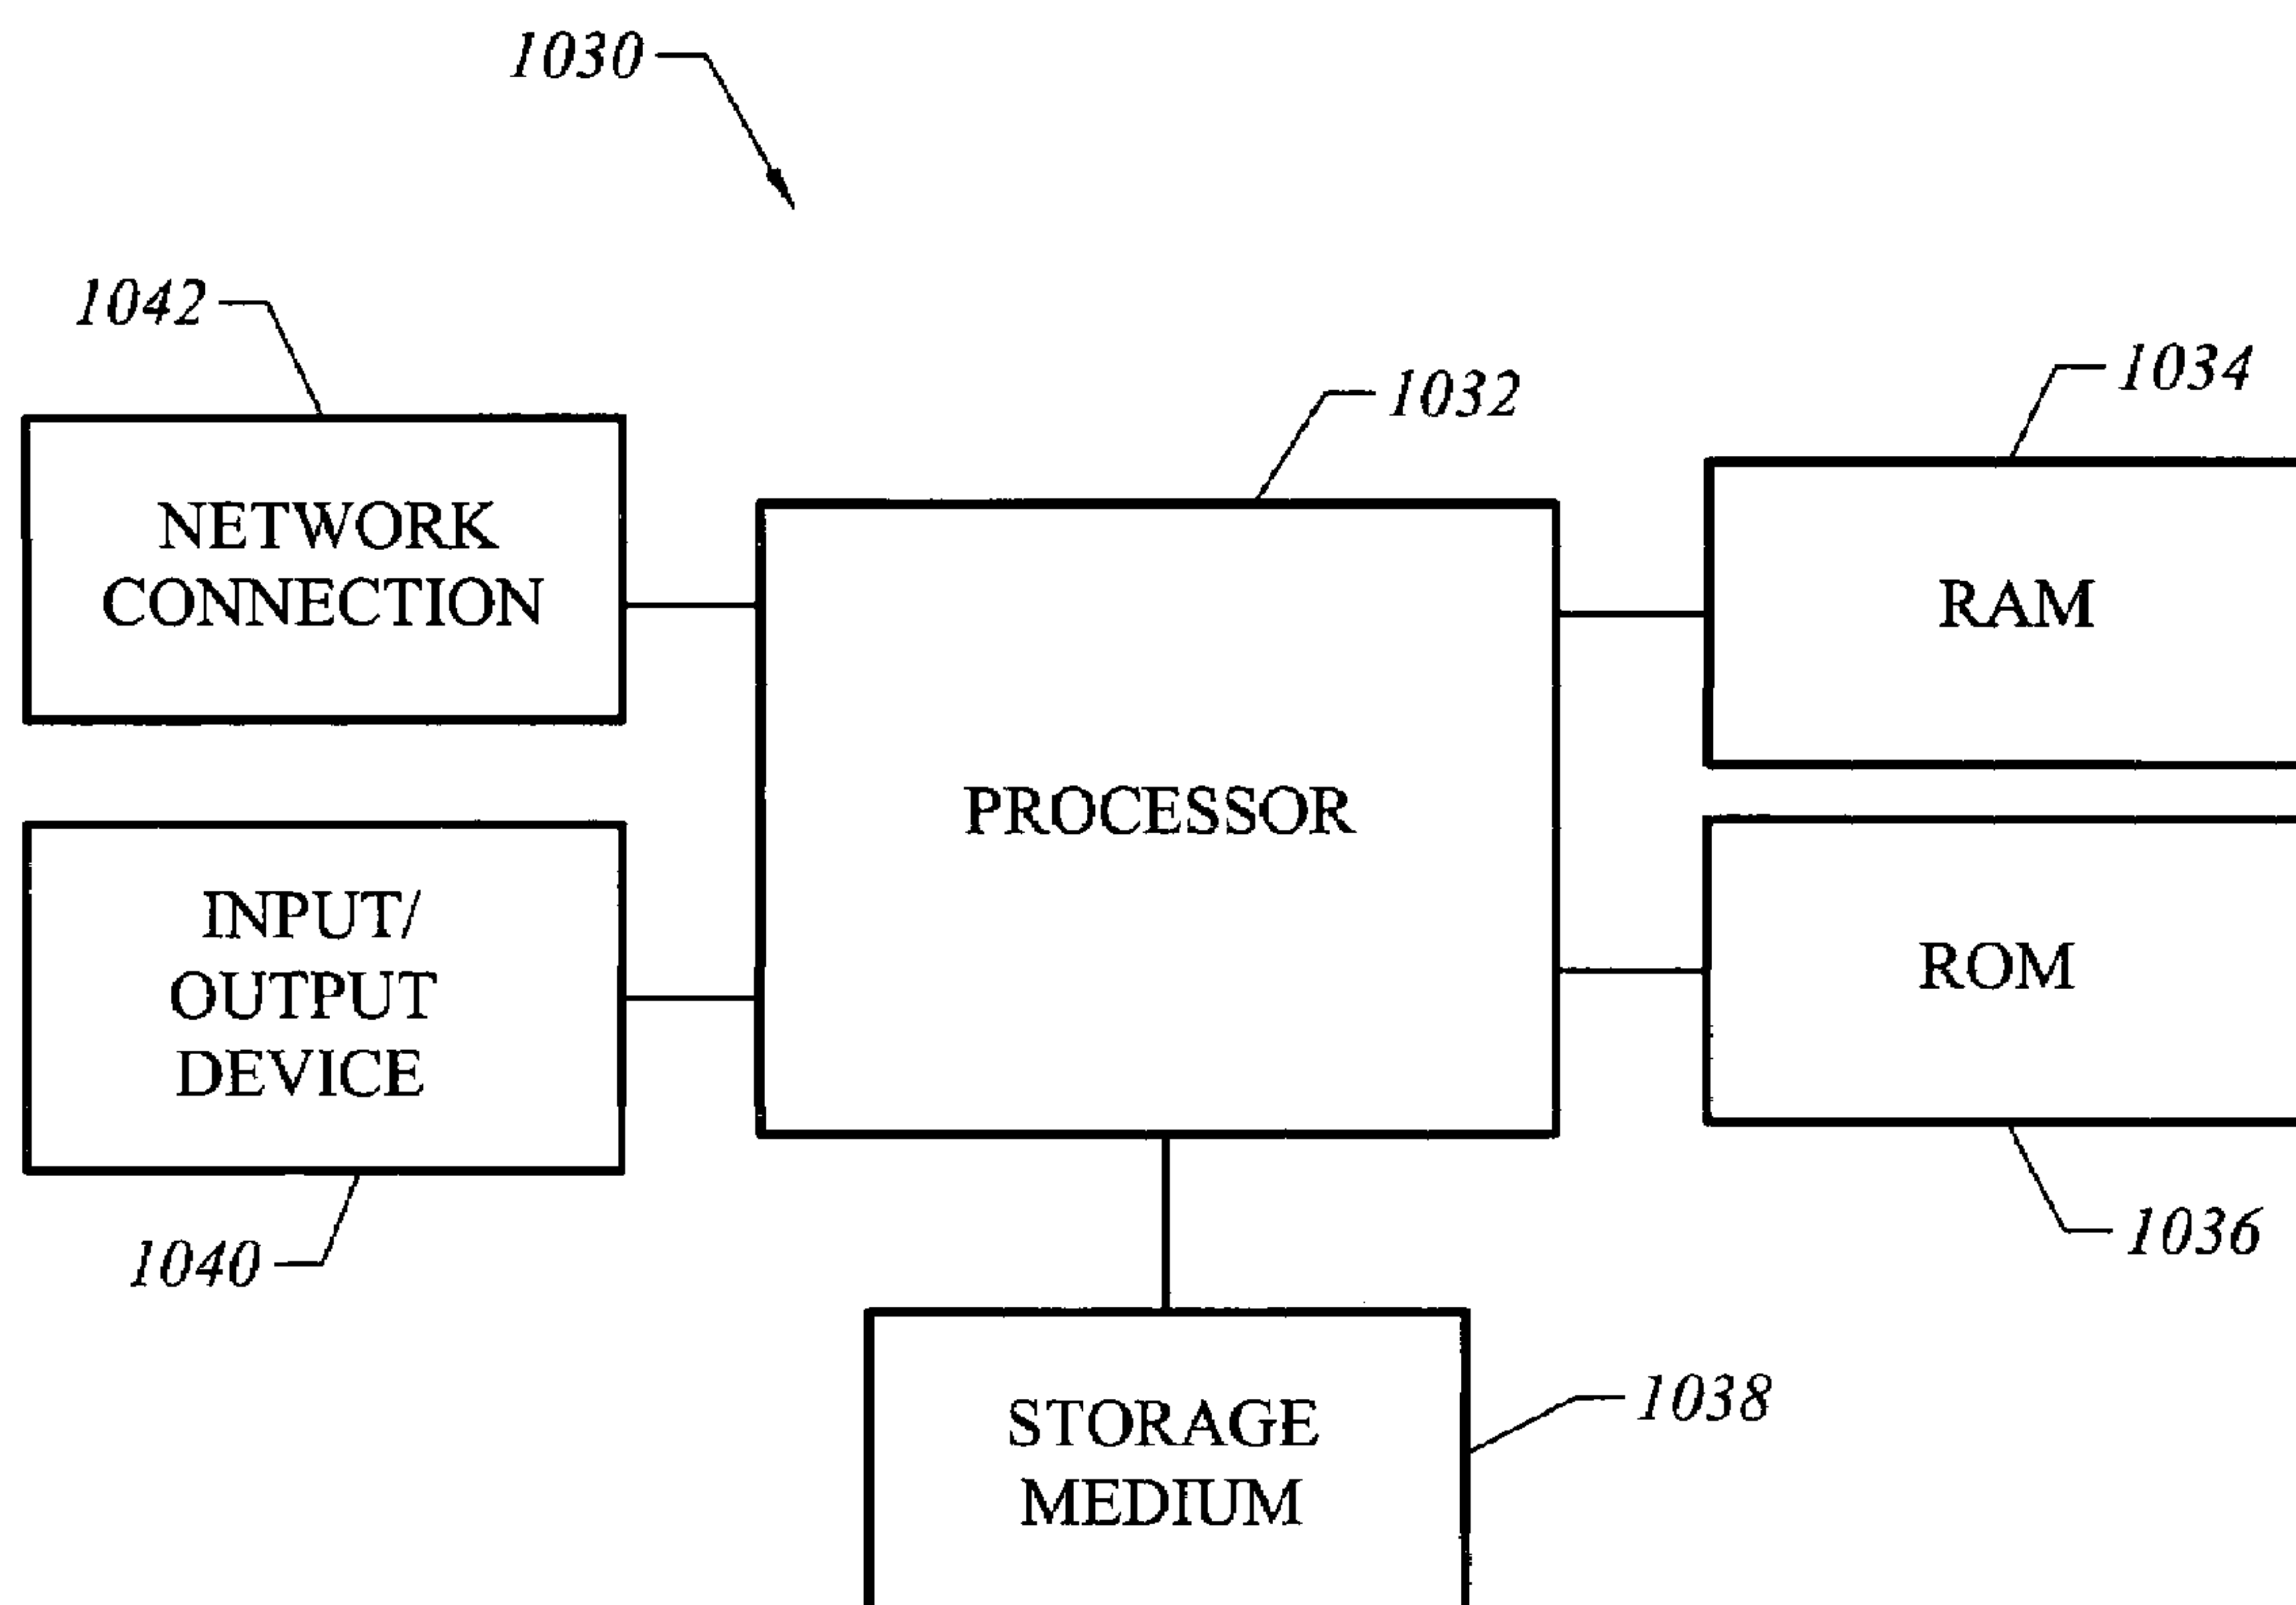 1030
1042
1032
1034
NETWORK
CONNECTION
RAM
PROCESSOR
INPUT/
OUTPUT
DEVICE
ROM
1040
1036
STORAGE
MEDIUM
1038